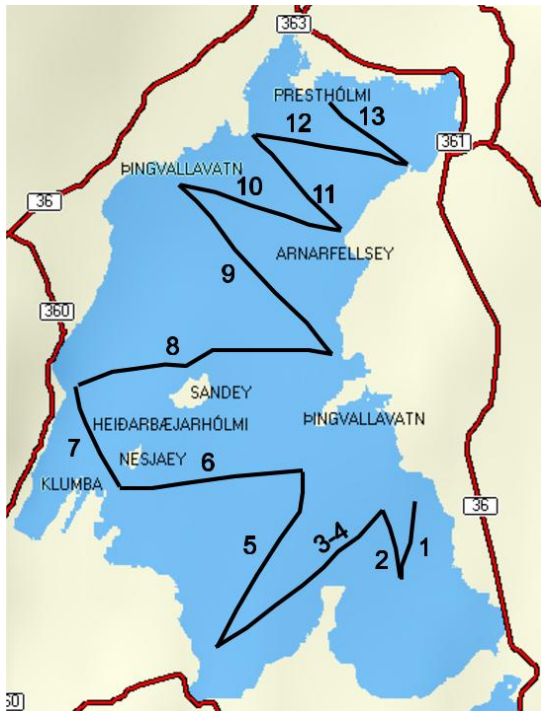 363
PRESTHÓLMI
12
13
361
ÞINGVALLAVATN
10
36
11
ARNARFELLSEY
9
360
8
SANDEY
ÞINGVALLAVATN
HEIÐARBÆJARHÓLMI
7
NESJAEY
6
KLUMBA
36
3-4
5
2
1